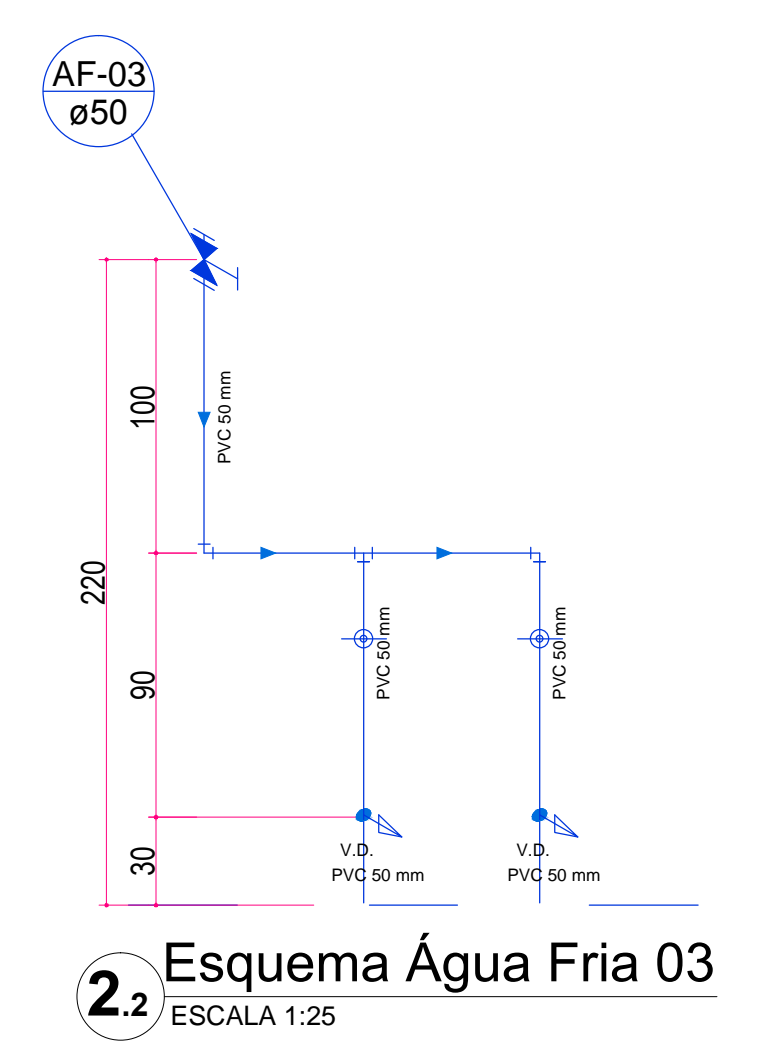 AF-03
ø50
100
PVC 50 mm
220
90
PVC 50 mm
PVC 50 mm
30
V.D.
PVC 50 mm
V.D.
PVC 50 mm
2.2
Esquema Água Fria 03
ESCALA 1:25